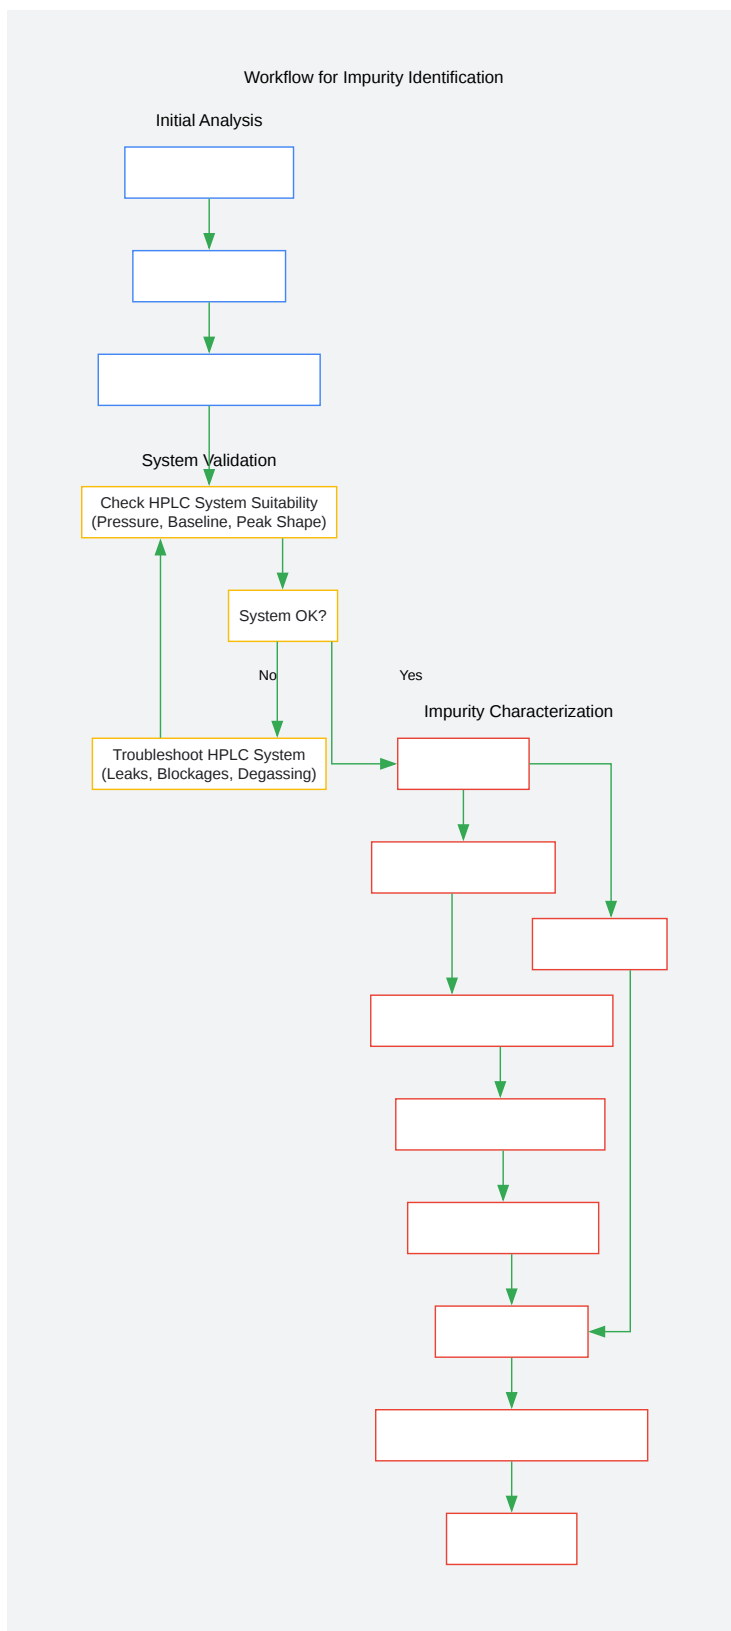 Workflow for Impurity Identification
Initial Analysis
System Validation
Check HPLC System Suitability
(Pressure, Baseline, Peak Shape)
System OK?
No
Yes
Impurity Characterization
Troubleshoot HPLC System
(Leaks, Blockages, Degassing)